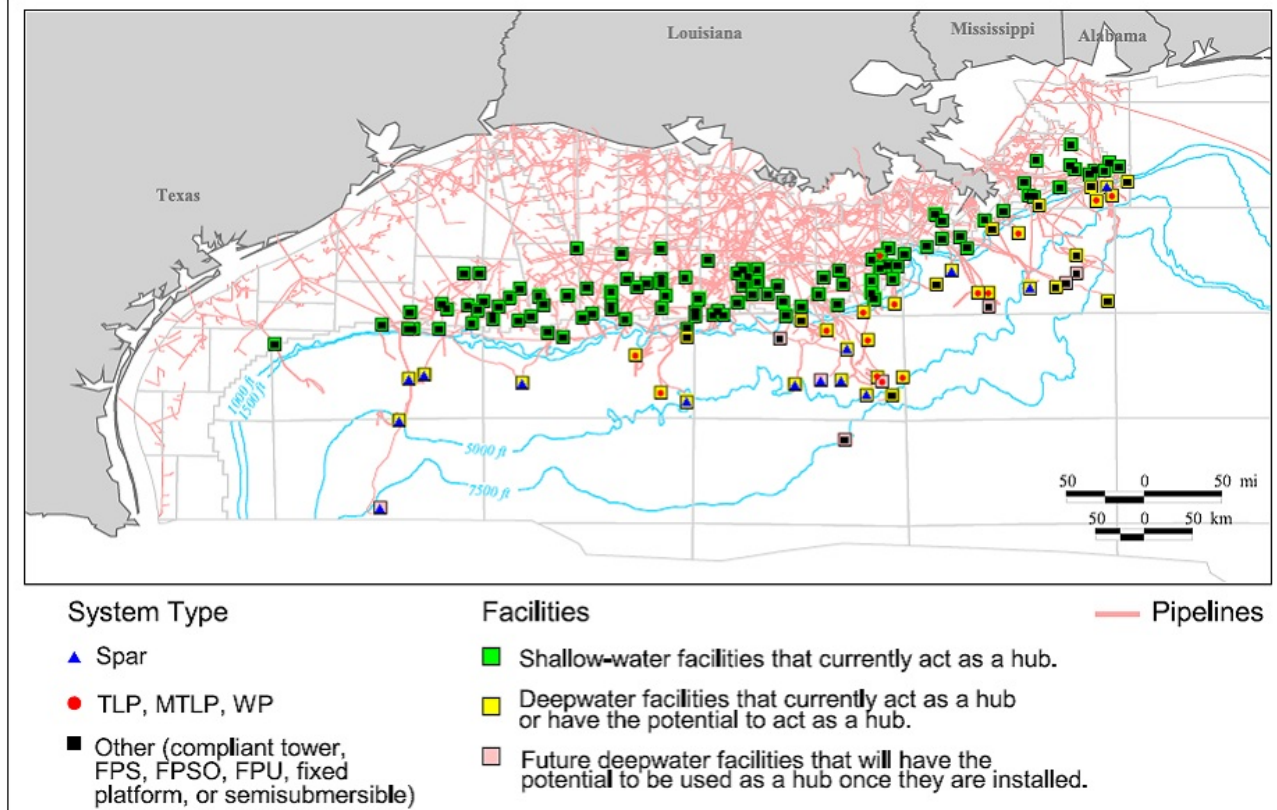 Louisiana
Mississippi
Alabama
Texas
1000 ft
1500 ft
5000 ft
7500 ft
50 0 50 mi
50 0 50 km
System Type
Spar
TLP, MTLP, WP
Other (compliant tower,
FPS, FPSO, FPU, fixed
platform, or semisubmersible)
Facilities
Shallow-water facilities that currently act as a hub.
Deepwater facilities that currently act as a hub
or have the potential to act as a hub.
Future deepwater facilities that will have the
potential to be used as a hub once they are installed.
Pipelines